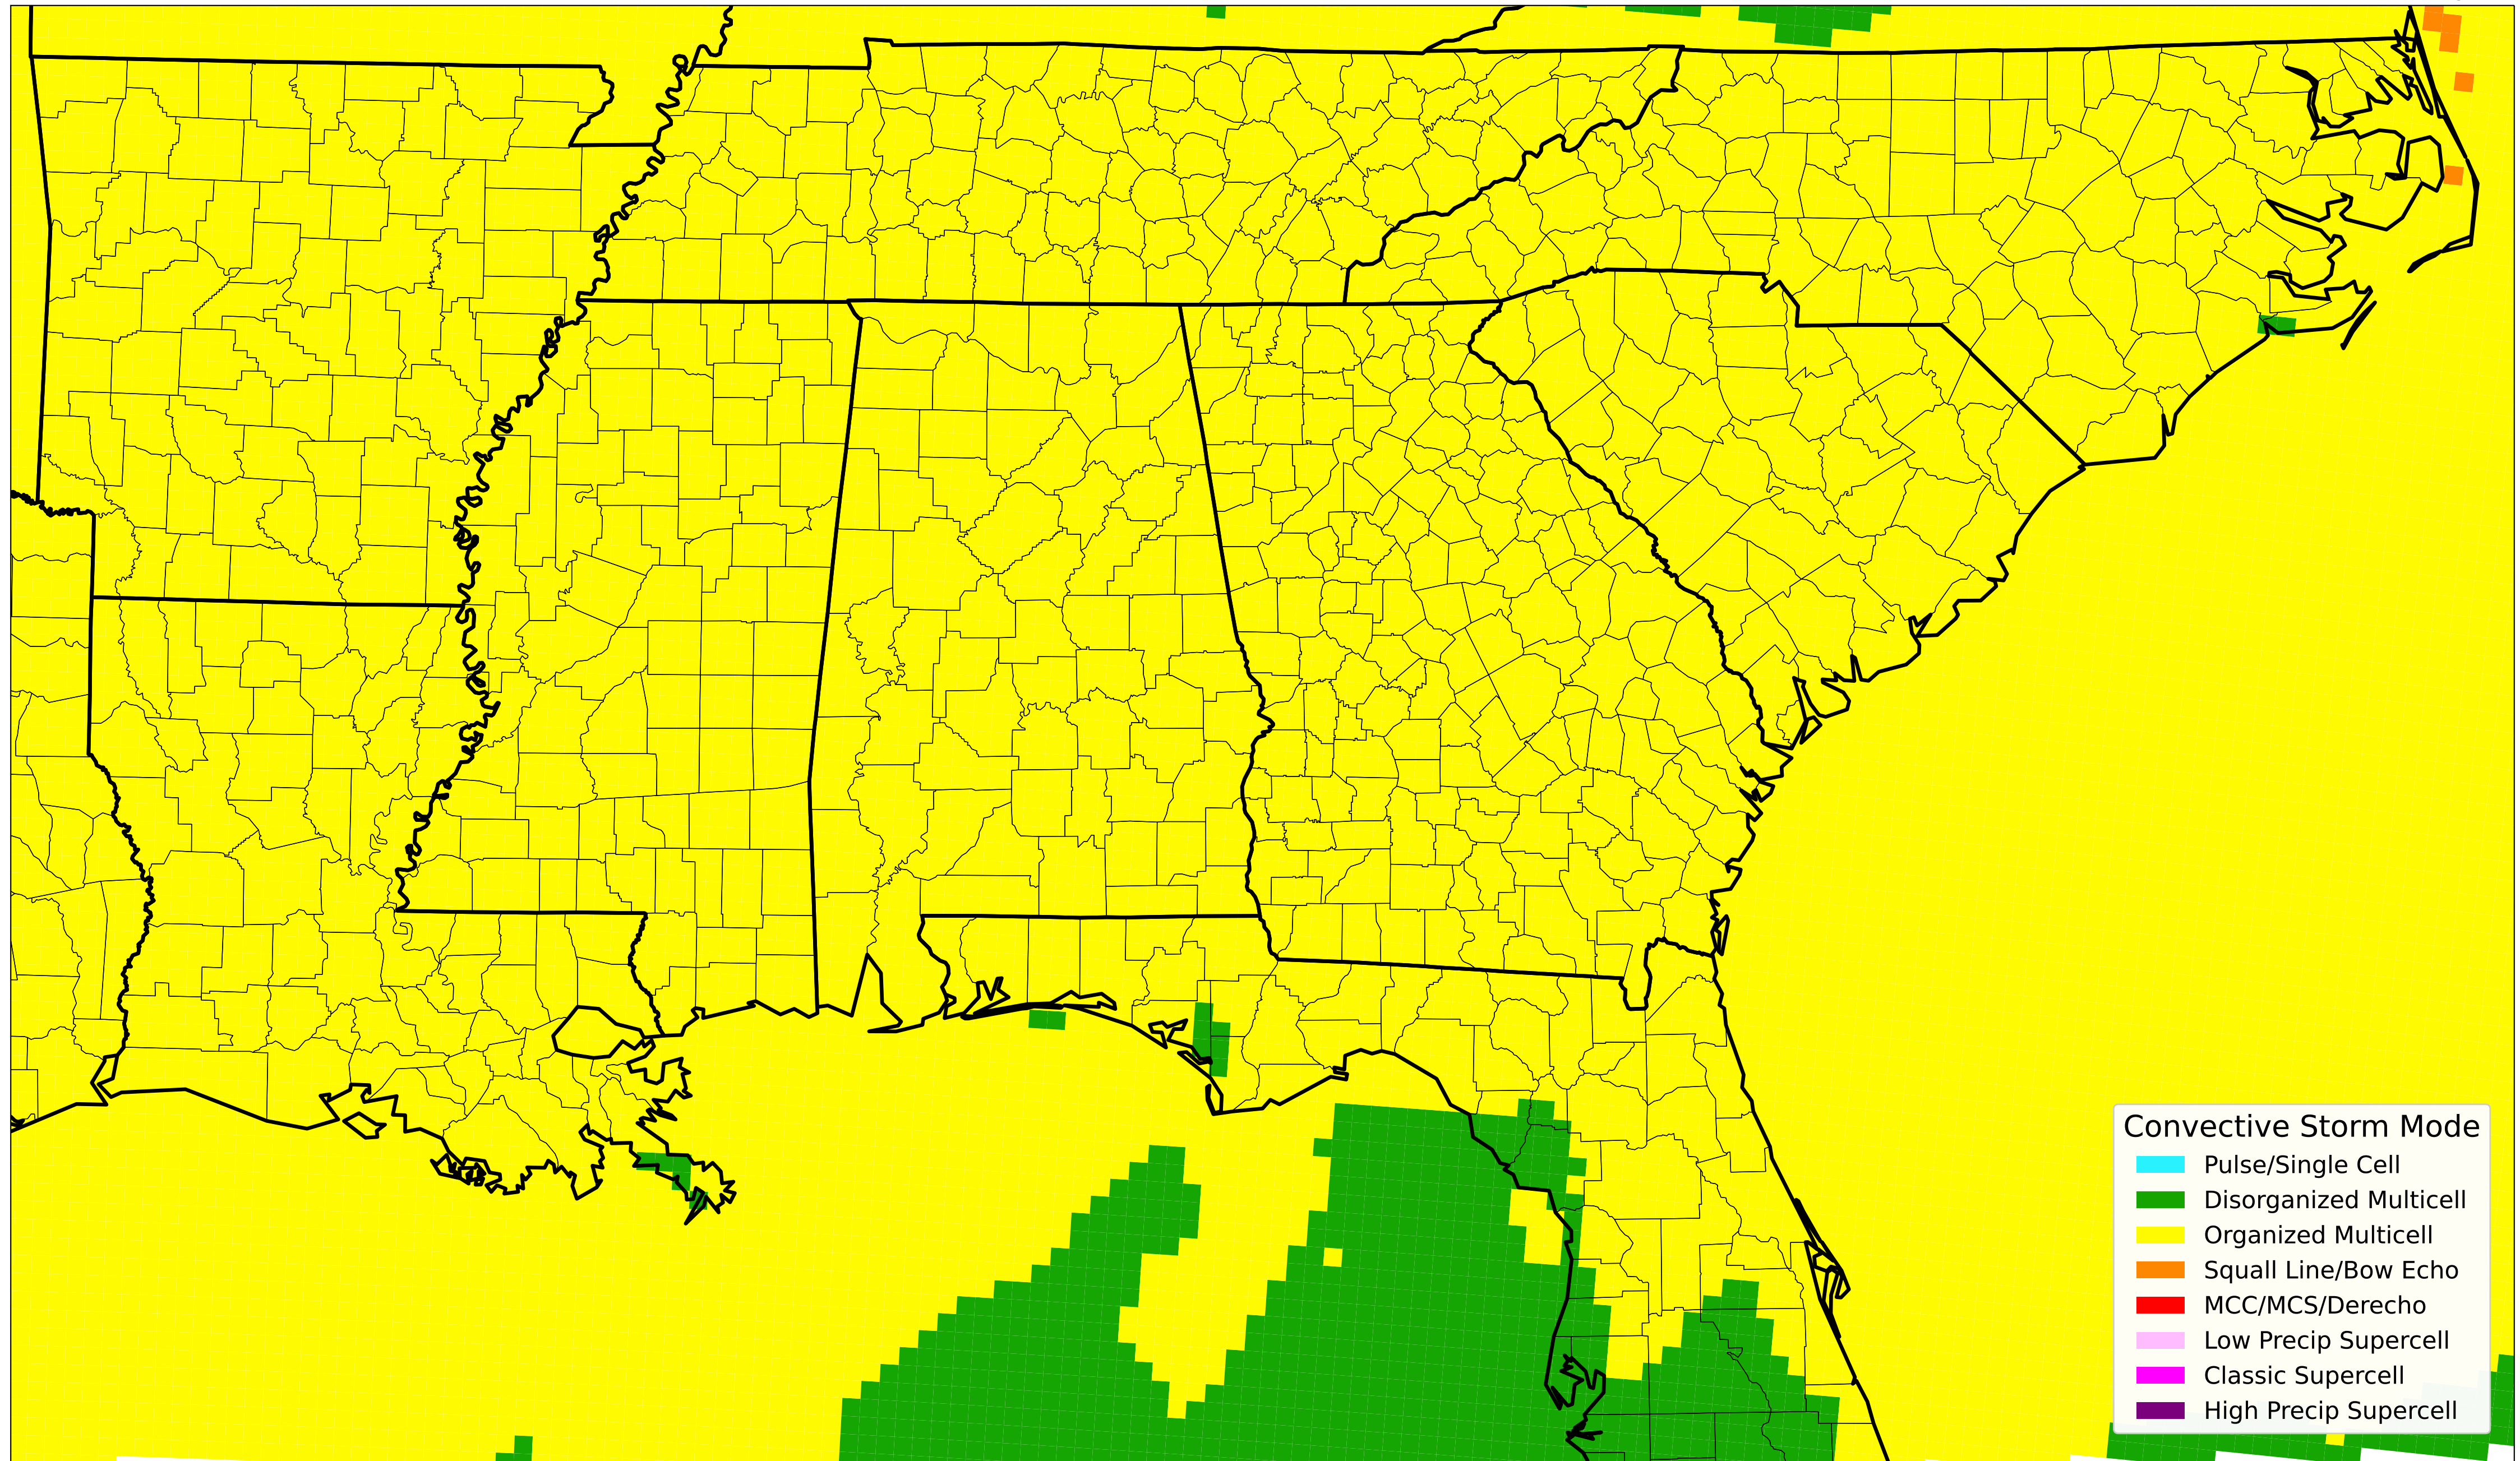 Convective Storm Mode
Pulse/Single Cell
Disorganized Multicell
Organized Multicell
Squall Line/Bow Echo
MCC/MCS/Derecho
Low Precip Supercell
Classic Supercell
High Precip Supercell